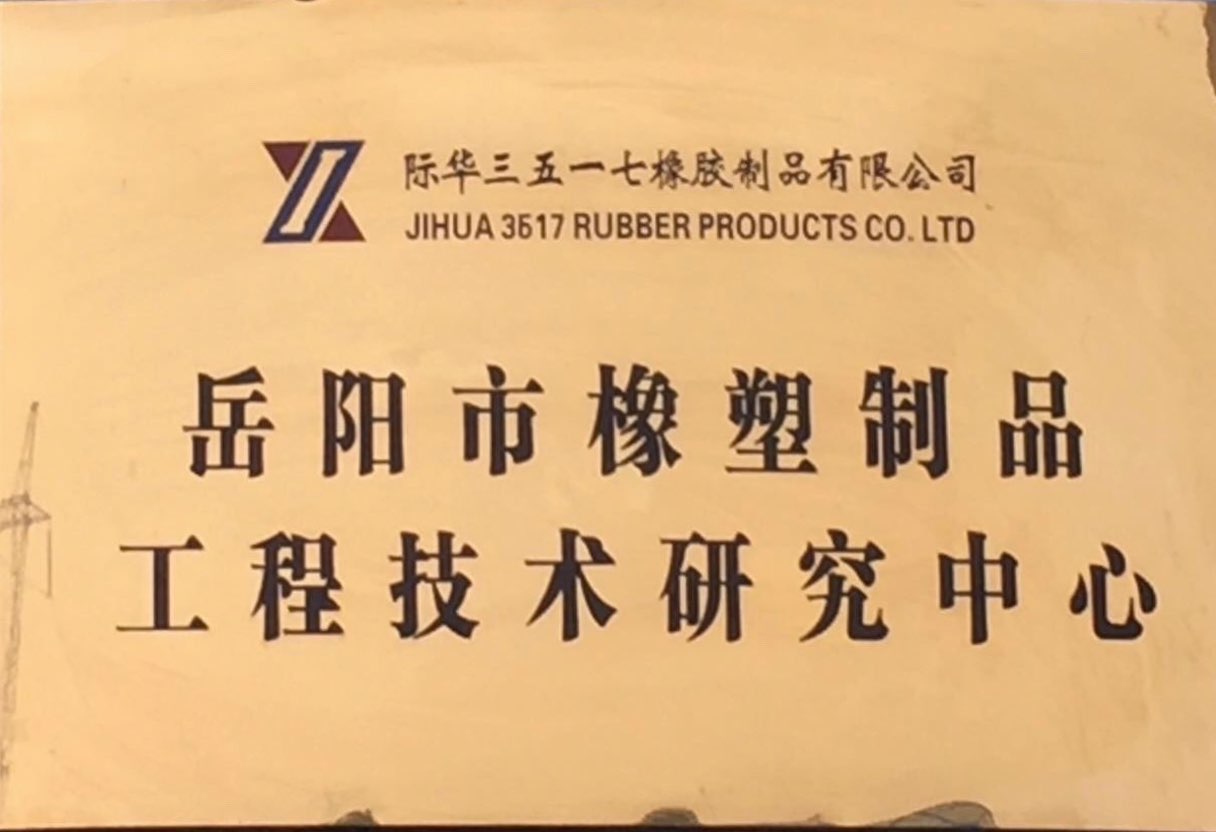 际华三五一七橡胶制品有限公司
JIHUA 3517 RUBBER PRODUCTS CO. LTD
岳阳市橡塑制品
工程技术研究中心